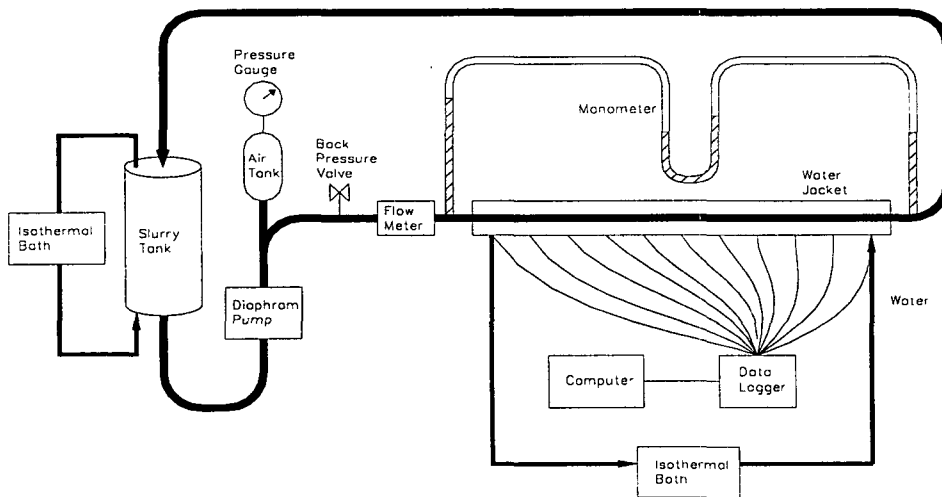 Pressure
Gauge
Manometer
Back
Pressure
Valve
Air
Tank
Water
Jacket
Flow
Meter
Isothermal
Bath
Slurry
Tank
Diaphram
Pump
Water
Computer
Data
Logger
Isothermal
Bath